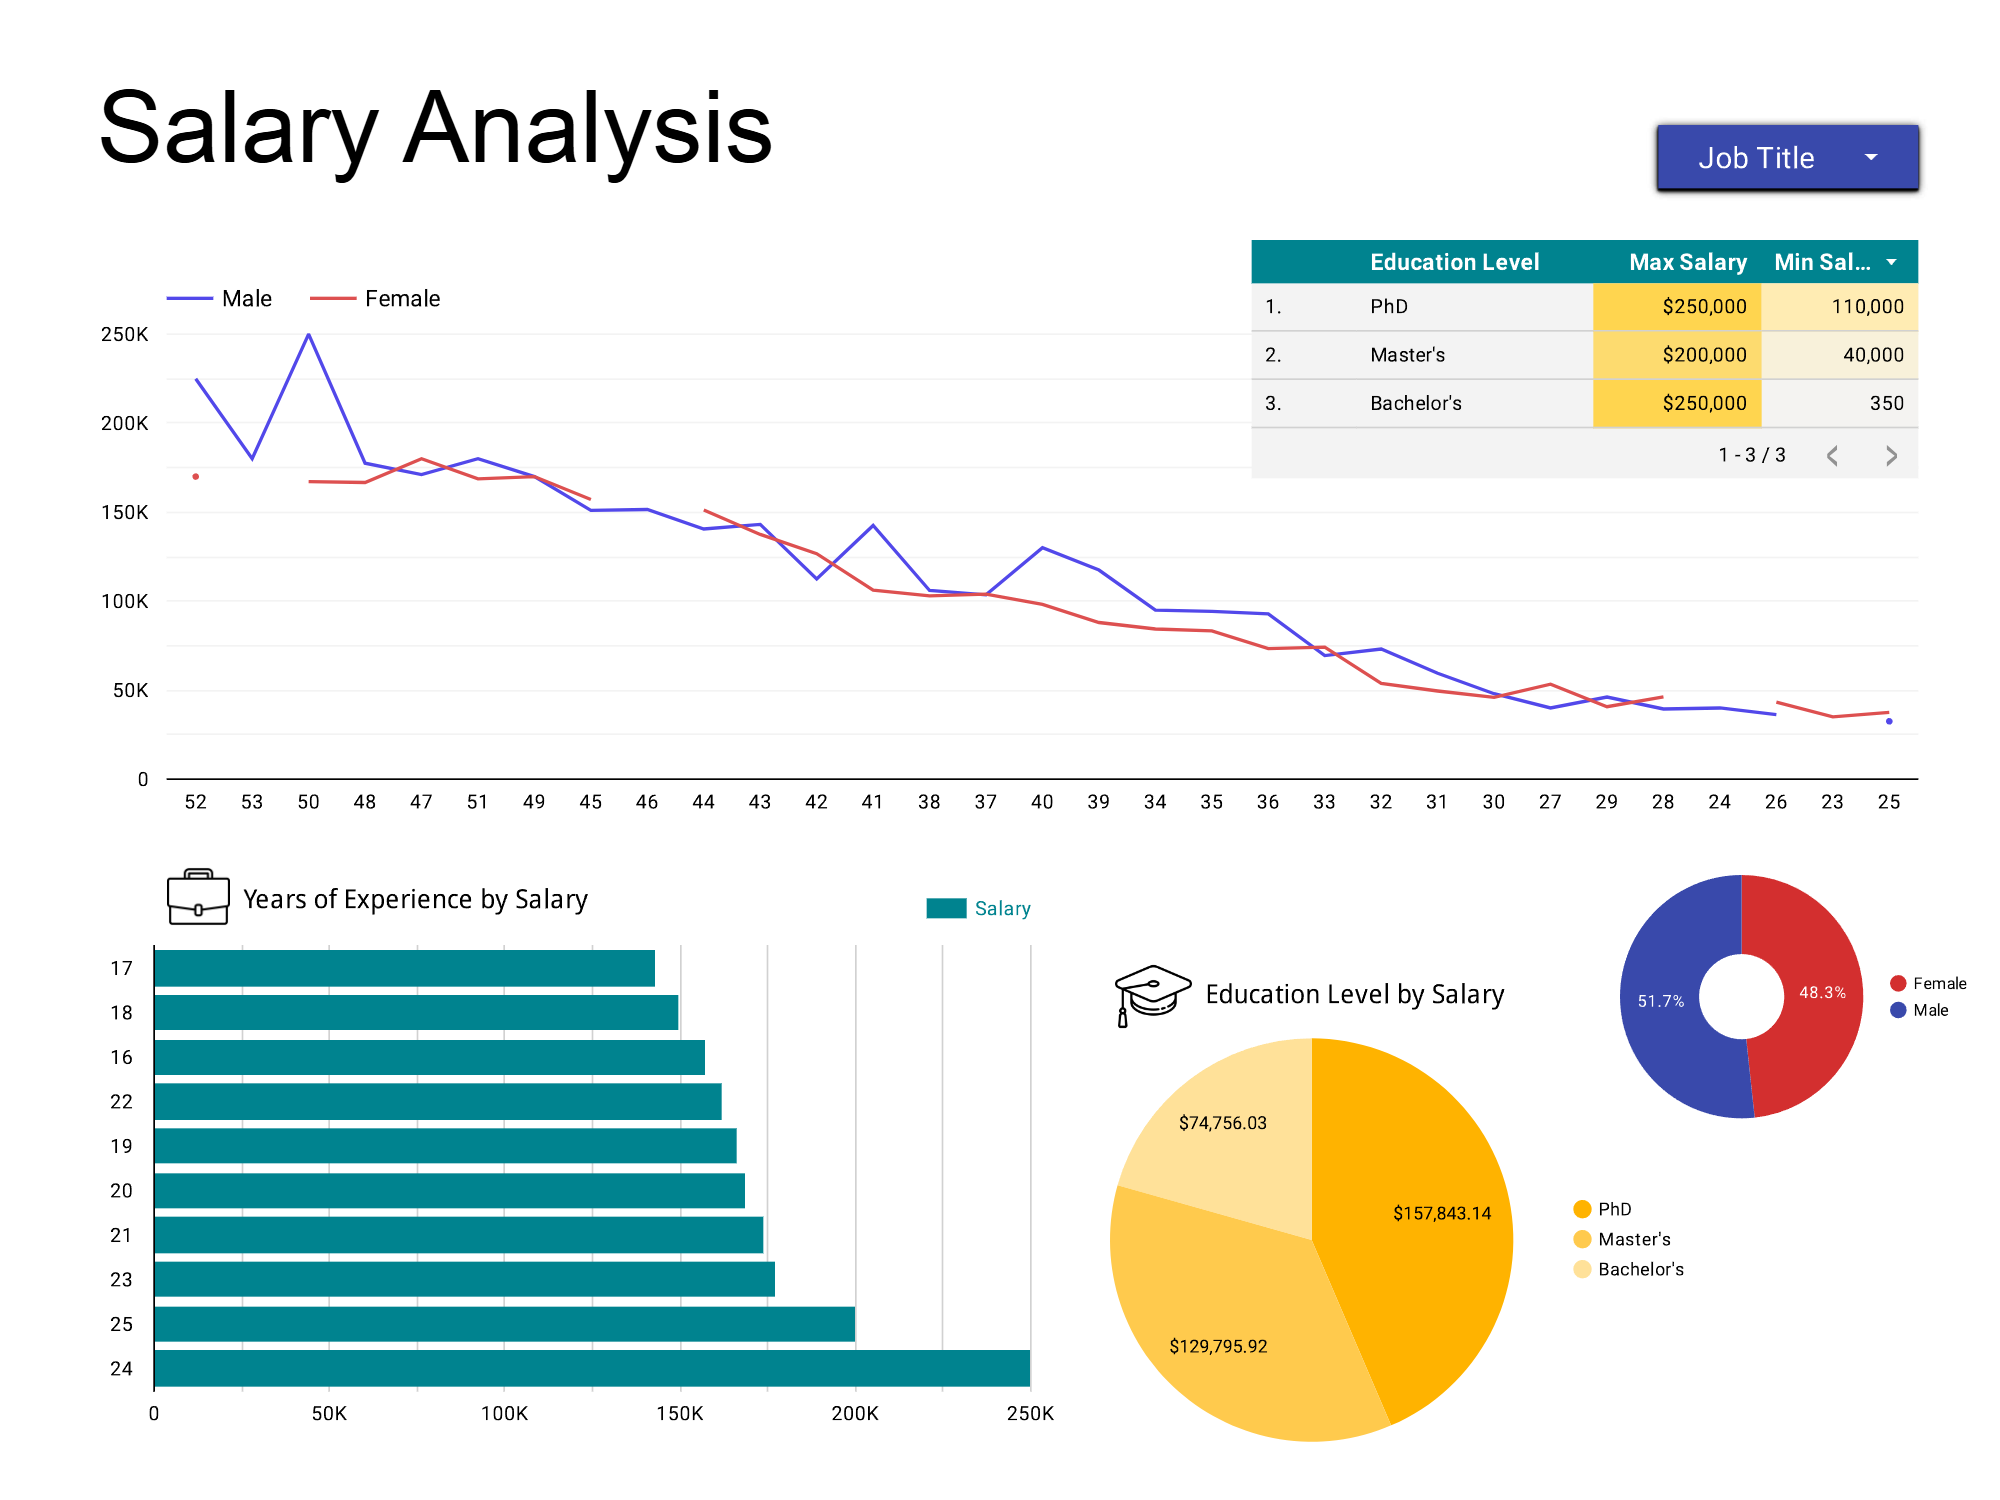 Salary Analysis
Job Title
Education Level Max Salary Min Sal...
1. PhD $250,000 110,000
2. Master's $200,000 40,000
3. Bachelor's $250,000 350
1 - 3 / 3
Male Female
250K
200K
150K
100K
50K
0
52 53 50 48 47 51 49 45 46 44 43 42 41 38 37 40 39 34 35 36 33 32 31 30 27 29 28 24 26 23 25
Years of Experience by Salary
Salary
17
18
16
22
19
20
21
23
25
24
0 50K 100K 150K 200K 250K
Education Level by Salary
$74,756.03
$157,843.14
$129,795.92
PhD
Master's
Bachelor's
51.7%
48.3%
Female
Male